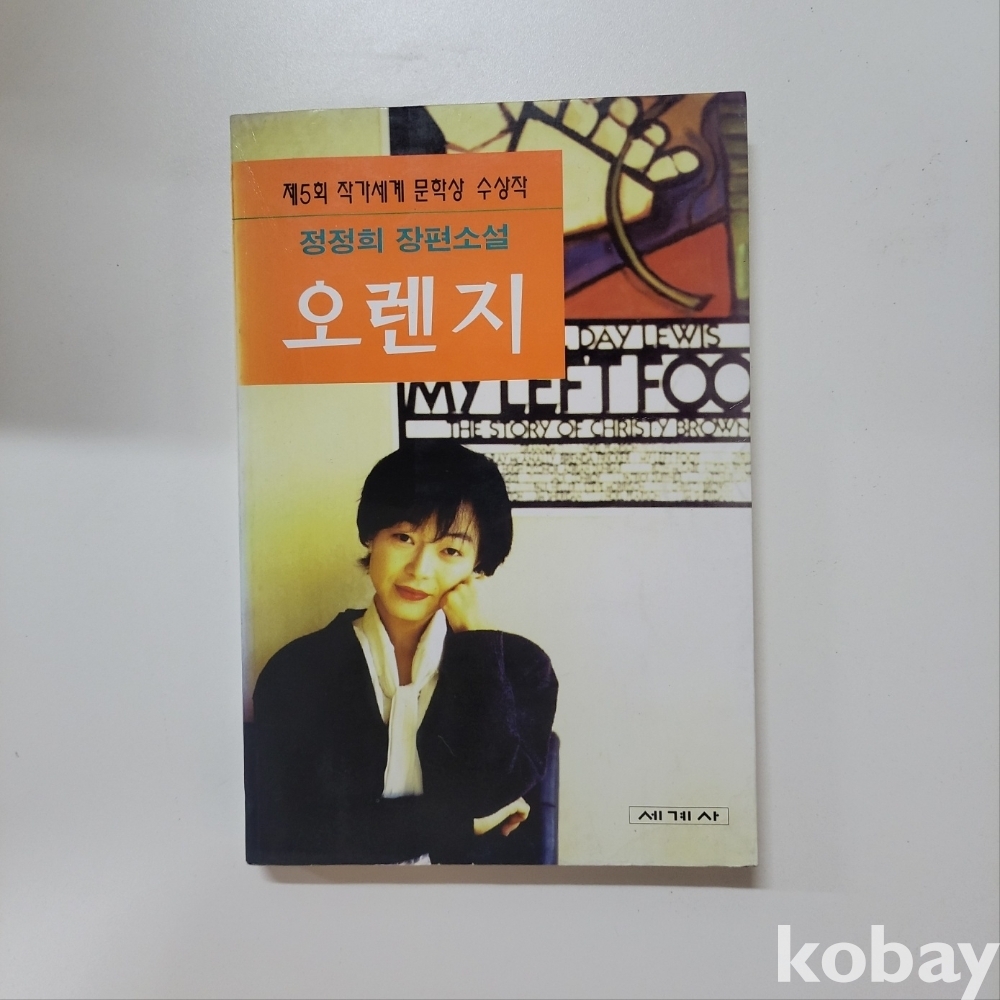 제5회 작가세계 문학상 수상작
정정희 장편소설
오렌지
DAY LEWIS
MY LEFT FOO
THE STORY OF CHRISTY BROWN
세계사
kobay